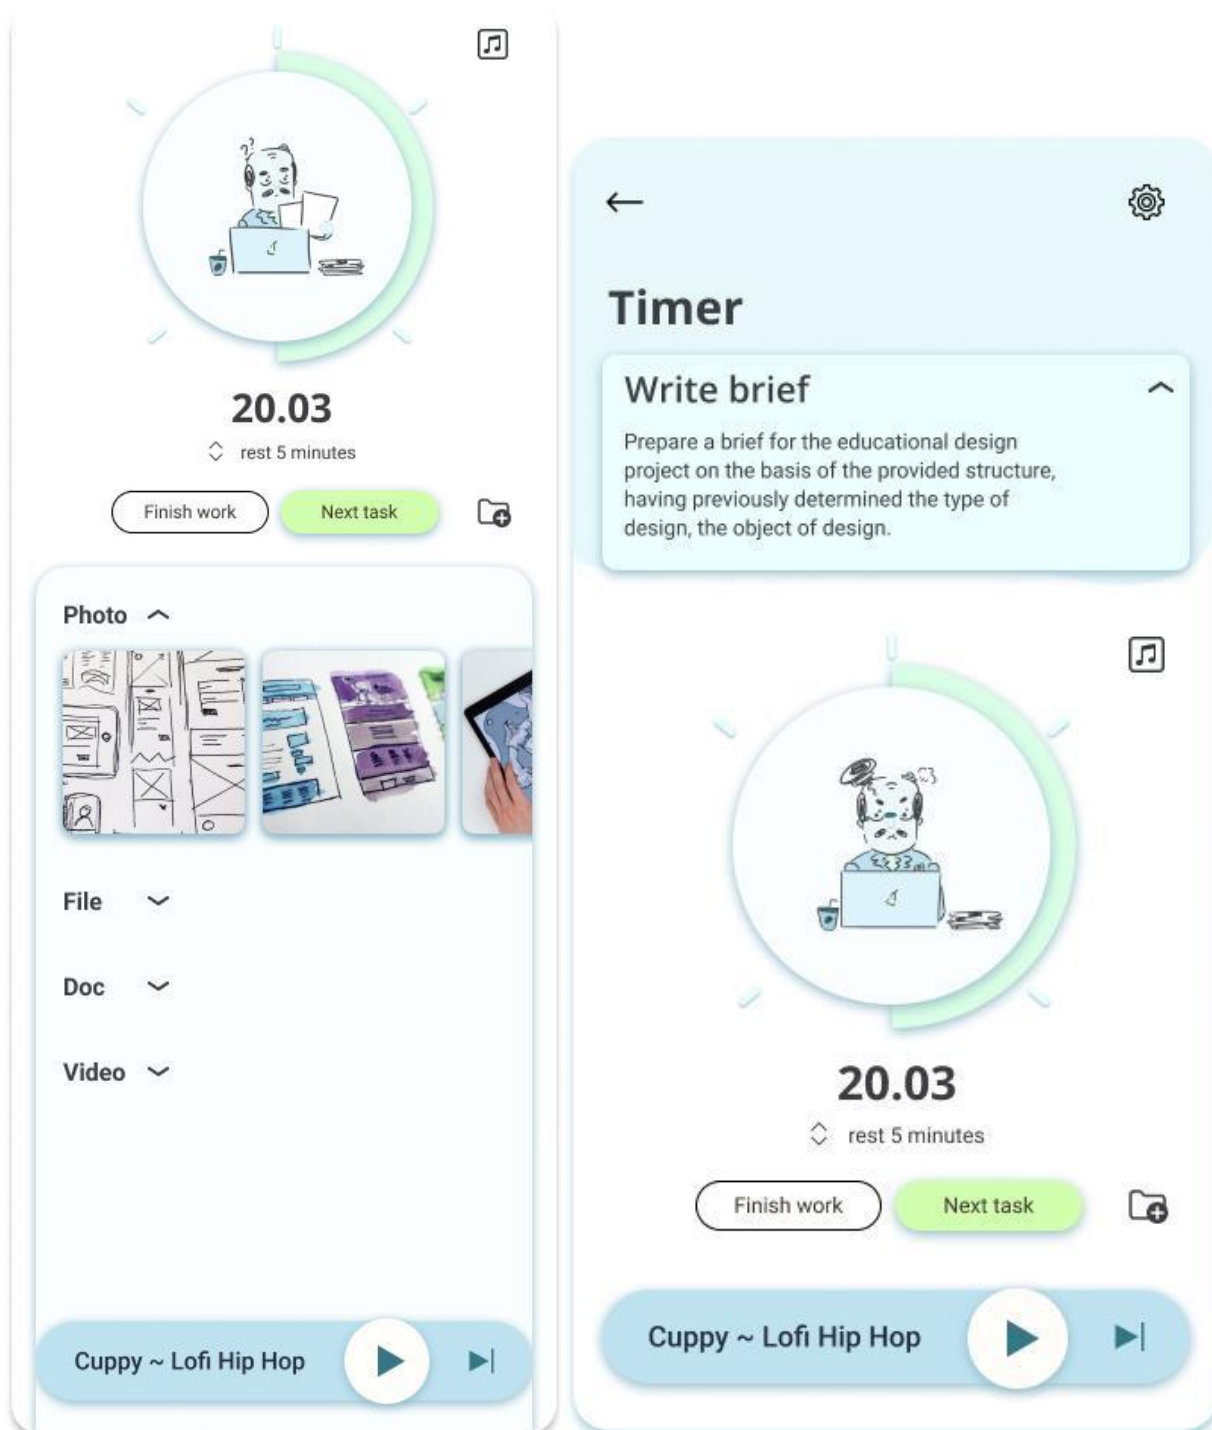 20.03
rest 5 minutes
Finish work
Next task
Photo
File
Doc
Video
Cuppy ~ Lofi Hip Hop
Timer
Write brief
Prepare a brief for the educational design
project on the basis of the provided structure,
having previously determined the type of
design, the object of design.
20.03
rest 5 minutes
Finish work
Next task
Cuppy ~ Lofi Hip Hop